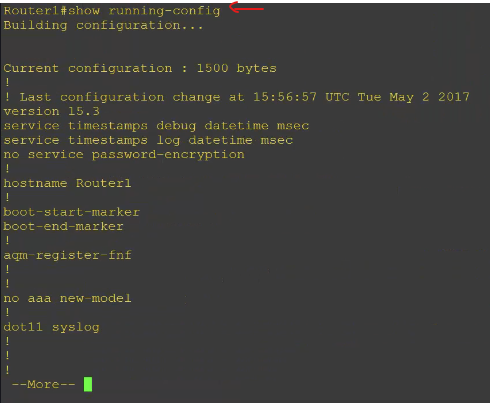 Router1#show running-config
Building configuration...
Current configuration : 1500 bytes
!
! Last configuration change at 15:56:57 UTC Tue May 2 2017
version 15.3
service timestamps debug datetime msec
service timestamps log datetime msec
no service password-encryption
!
hostname Router1
!
boot-start-marker
boot-end-marker
!
aqm-register-fnf
!
!
no aaa new-model
!
dot11 syslog
!
!
!
--More--